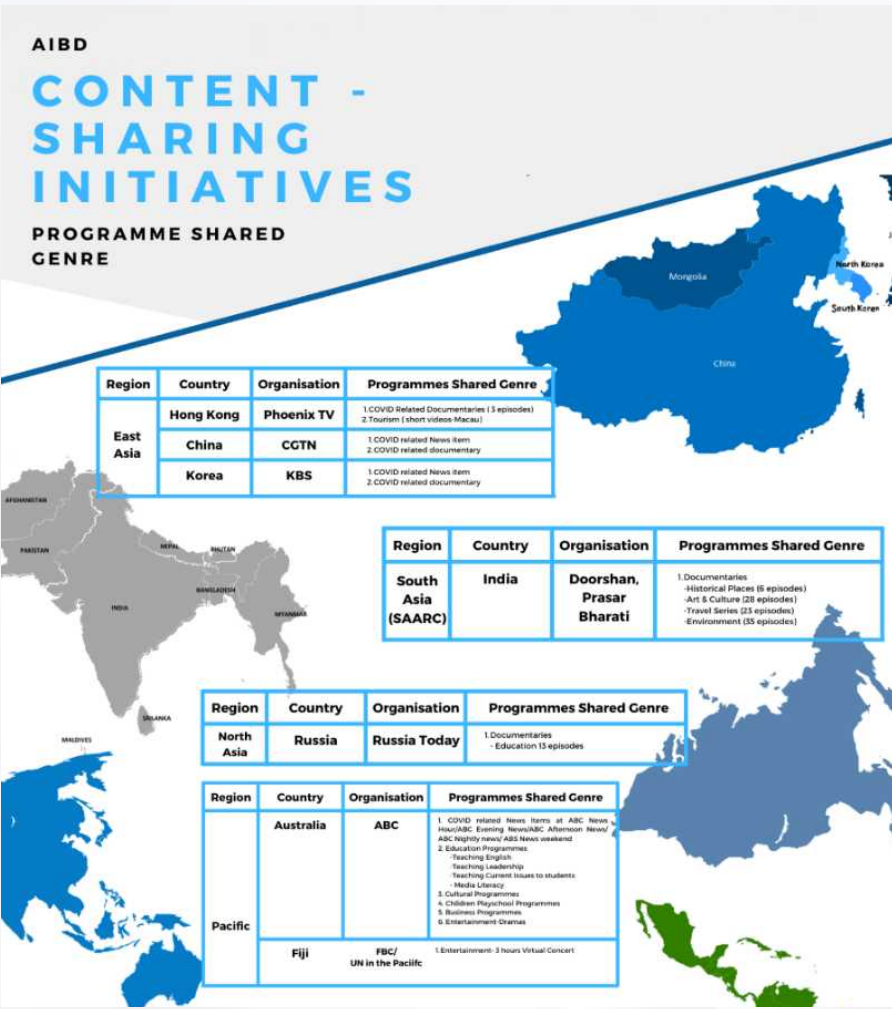 AIBD
CONTENT -
SHARING
INITIATIVES
PROGRAMME SHARED
GENRE
Mongolia
North Korea
South Korea
China
Region Country Organisation Programmes Shared Genre
East
Asia
Hong Kong Phoenix TV
1.COVID Related Documentaries ( 3 episodes)
2.Tourism ( short videos-Macau)
China CGTN
1.COVID related News item
2.COVID related documentary
Korea KBS
1.COVID related News item
2.COVID related documentary
AFGHANISTAN
PAKISTAN
NEPAL
BHUTAN
BANGLADESH
INDIA
MYANMAR
SRI LANKA
MALDIVES
Region Country Organisation Programmes Shared Genre
South
Asia
(SAARC)
India
Doorshan,
Prasar
Bharati
1.Documentaries
-Historical Places (6 episodes)
-Art & Culture (28 episodes)
-Travel Series (23 episodes)
-Environment (35 episodes)
Region Country Organisation Programmes Shared Genre
North
Asia
Russia Russia Today
1.Documentaries
- Education 13 episodes
Region Country Organisation Programmes Shared Genre
Pacific
Australia ABC
1. COVID related News Items at ABC News
Hour/ABC Evening News/ABC Afternoon News/
ABC Nightly news/ ABS News weekend
2. Education Programmes
-Teaching English
-Teaching Leadership
-Teaching Current Issues to students
- Media Literacy
3. Cultural Programmes
4. Children Playschool Programmes
5. Business Programmes
6. Entertainment-Dramas
Fiji
FBC/
UN in the Paciifc
1.Entertainment- 3 hours Virtual Concert